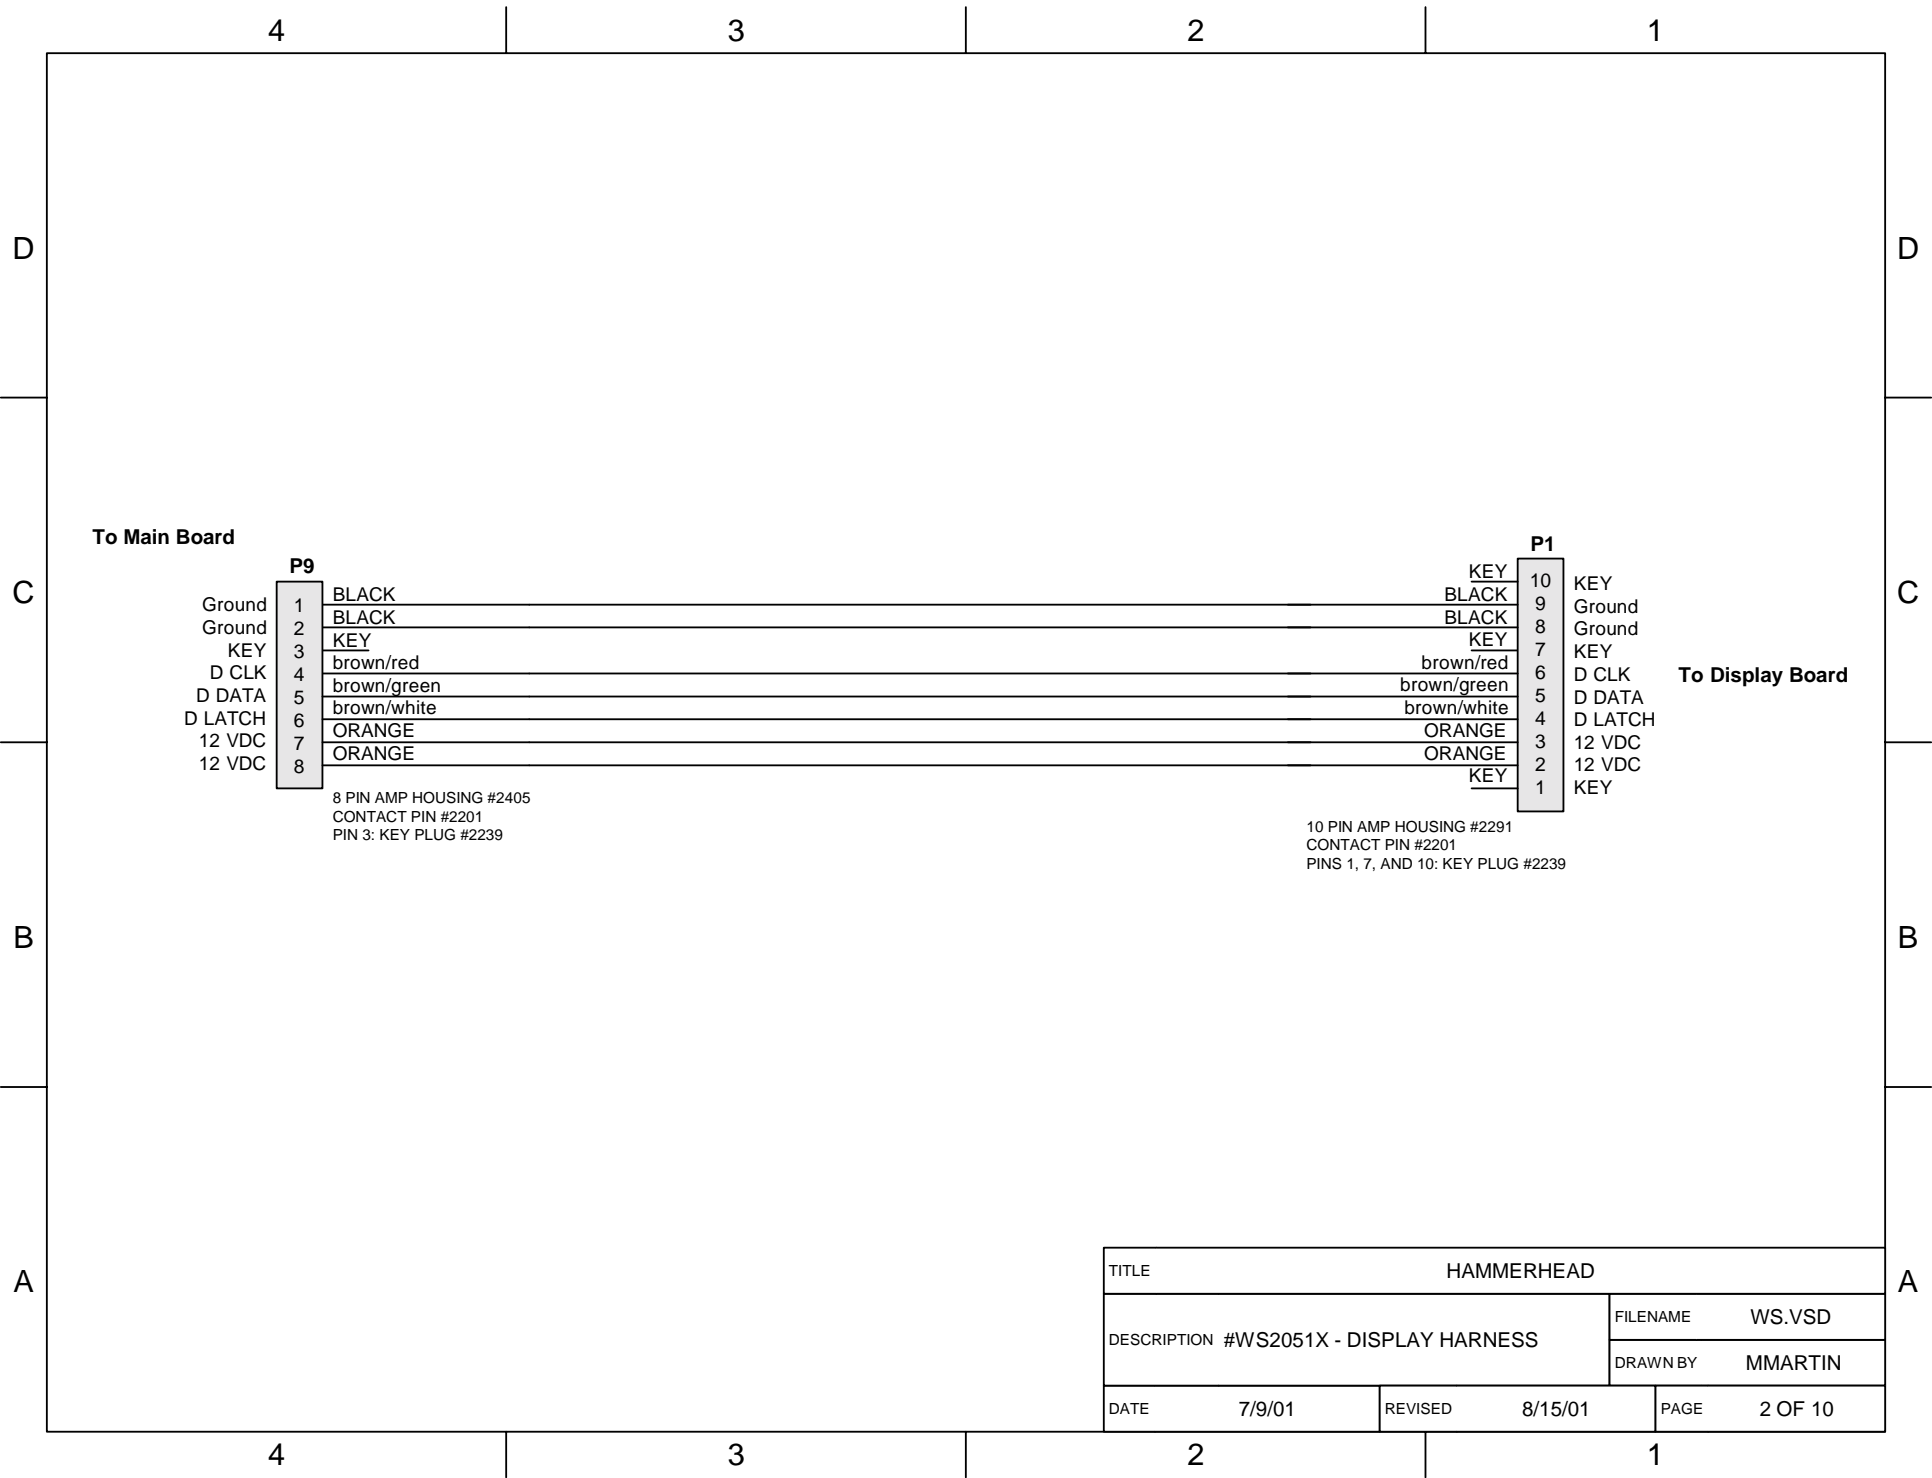 4 3 2 1
D D
C C
B B
A A
To Main Board
P9
Ground 1 BLACK
Ground 2 BLACK
KEY 3 KEY
D CLK 4 brown/red
D DATA 5 brown/green
D LATCH 6 brown/white
12 VDC 7 ORANGE
12 VDC 8 ORANGE
8 PIN AMP HOUSING #2405
CONTACT PIN #2201
PIN 3: KEY PLUG #2239
P1
KEY 10 KEY
BLACK 9 Ground
BLACK 8 Ground
KEY 7 KEY
brown/red 6 D CLK
brown/green 5 D DATA
brown/white 4 D LATCH
ORANGE 3 12 VDC
ORANGE 2 12 VDC
KEY 1 KEY
To Display Board
10 PIN AMP HOUSING #2291
CONTACT PIN #2201
PINS 1, 7, AND 10: KEY PLUG #2239
TITLE HAMMERHEAD
DESCRIPTION #WS2051X - DISPLAY HARNESS
FILENAME WS.VSD
DRAWN BY MMARTIN
DATE 7/9/01 REVISED 8/15/01 PAGE 2 OF 10
4 3 2 1